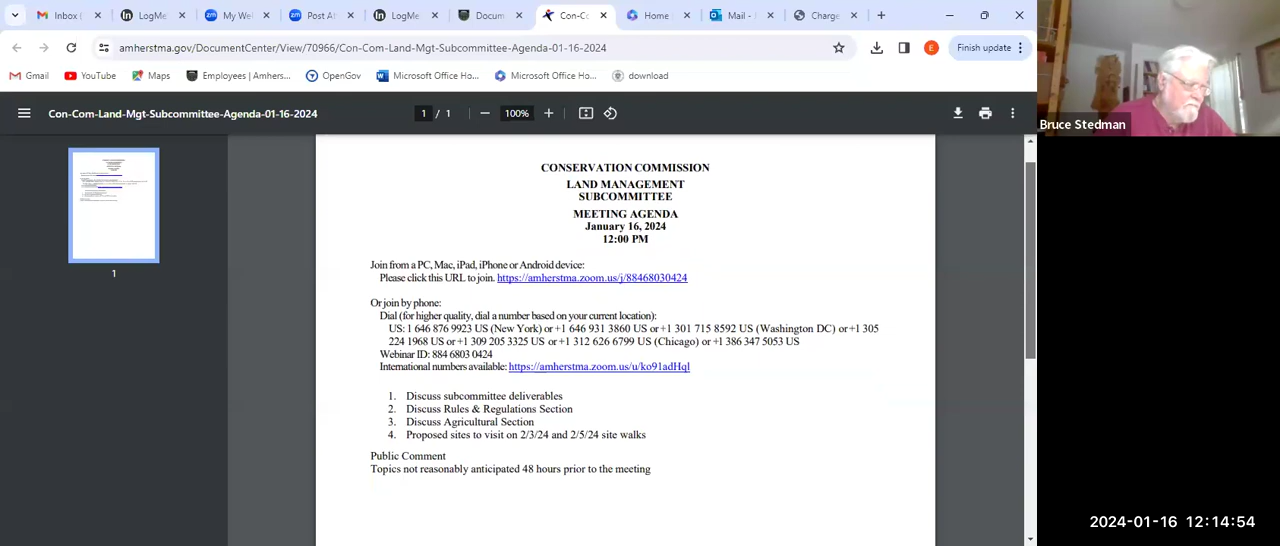 Inbox (
LogMe
My Wel
Post At
LogMe
Docum
Con-Co
Home
Mail -
Charge
amherstma.gov/DocumentCenter/View/70966/Con-Com-Land-Mgt-Subcommittee-Agenda-01-16-2024
E
Finish update
Gmail
YouTube
Maps
Employees | Amhers...
OpenGov
Microsoft Office Ho...
Microsoft Office Ho...
download
Con-Com-Land-Mgt-Subcommittee-Agenda-01-16-2024
1 / 1
100%
1
CONSERVATION COMMISSION
LAND MANAGEMENT
SUBCOMMITTEE
MEETING AGENDA
January 16, 2024
12:00 PM
Join from a PC, Mac, iPad, iPhone or Android device:
Please click this URL to join. https://amherstma.zoom.us/j/88468030424
Or join by phone:
Dial (for higher quality, dial a number based on your current location):
US: 1 646 876 9923 US (New York) or +1 646 931 3860 US or +1 301 715 8592 US (Washington DC) or +1 305
224 1968 US or +1 309 205 3325 US or +1 312 626 6799 US (Chicago) or +1 386 347 5053 US
Webinar ID: 884 6803 0424
International numbers available: https://amherstma.zoom.us/u/ko91adHql
1. Discuss subcommittee deliverables
2. Discuss Rules & Regulations Section
3. Discuss Agricultural Section
4. Proposed sites to visit on 2/3/24 and 2/5/24 site walks
Public Comment
Topics not reasonably anticipated 48 hours prior to the meeting
Bruce Stedman
2024-01-16 12:14:54